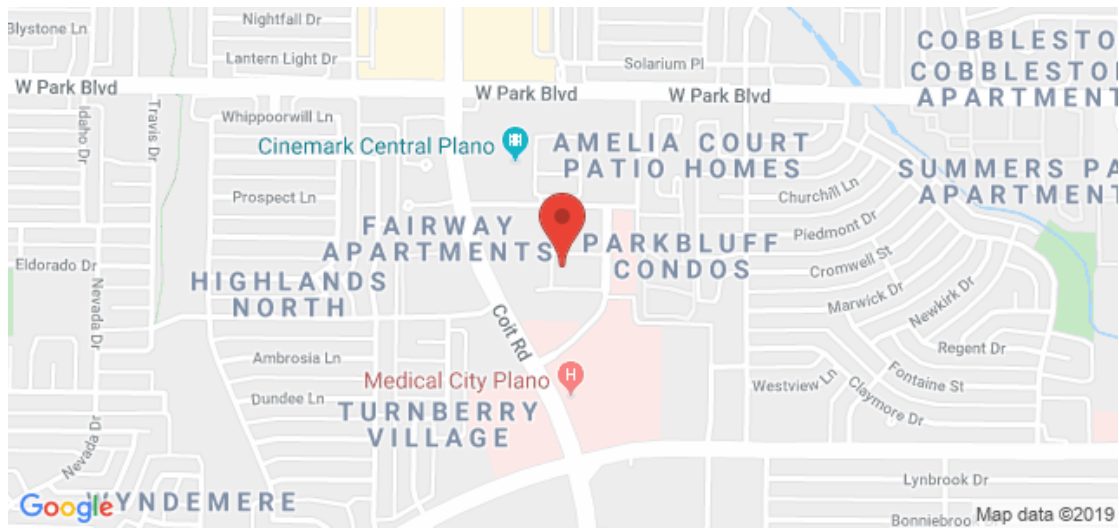 Nightfall Dr
Blystone Ln
Lantern Light Dr
Solarium Pl
COBBLESTO
COBBLESTO
APARTMENT
W Park Blvd
W Park Blvd
W Park Blvd
Whippoorwill Ln
Idaho Dr
Travis Dr
Cinemark Central Plano
AMELIA COURT
PATIO HOMES
SUMMERS PA
APARTMENT
Churchill Ln
Prospect Ln
FAIRWAY
APARTMENTS
Piedmont Dr
PARKBLUFF
CONDOS
Eldorado Dr
Cromwell St
HIGHLANDS
NORTH
Marwick Dr
Newkirk Dr
Nevada Dr
Coit Rd
Regent Dr
Ambrosia Ln
Medical City Plano
H
Fontaine St
Westview Ln
Claymore Dr
Dundee Ln
TURNBERRY
VILLAGE
Nevada Dr
Lynbrook Dr
Google
WYNDEMERE
Bonniebroo
Map data ©2019